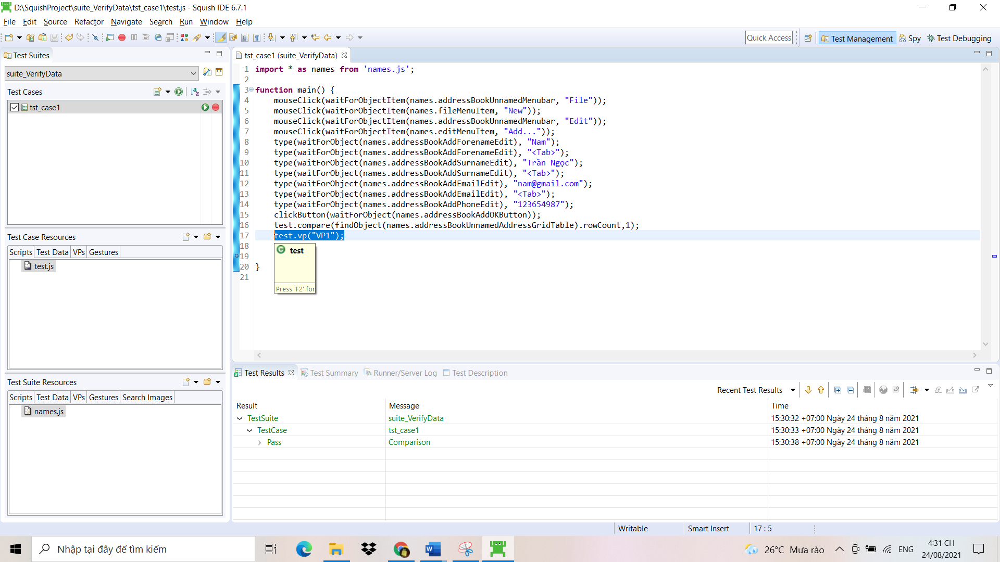 D:\SquishProject\suite_VerifyData\tst_case1\test.js - Squish IDE 6.7.1
File Edit Source Refactor Navigate Search Run Window Help
Quick Access Test Management Spy Test Debugging
Test Suites
suite_VerifyData
Test Cases
tst_case1
Test Case Resources
Scripts Test Data VPs Gestures
test.js
Test Suite Resources
Scripts Test Data VPs Gestures Search Images
names.js
tst_case1 (suite_VerifyData)
1 import * as names from 'names.js';
2
3 function main() {
4 mouseClick(waitForObjectItem(names.addressBookUnnamedMenubar, "File"));
5 mouseClick(waitForObjectItem(names.fileMenuItem, "New"));
6 mouseClick(waitForObjectItem(names.addressBookUnnamedMenubar, "Edit"));
7 mouseClick(waitForObjectItem(names.editMenuItem, "Add..."));
8 type(waitForObject(names.addressBookAddForenameEdit), "Nam");
9 type(waitForObject(names.addressBookAddForenameEdit), "<Tab>");
10 type(waitForObject(names.addressBookAddSurnameEdit), "Trần Ngọc");
11 type(waitForObject(names.addressBookAddSurnameEdit), "<Tab>");
12 type(waitForObject(names.addressBookAddEmailEdit), "nam@gmail.com");
13 type(waitForObject(names.addressBookAddEmailEdit), "<Tab>");
14 type(waitForObject(names.addressBookAddPhoneEdit), "123654987");
15 clickButton(waitForObject(names.addressBookAddOKButton));
16 test.compare(findObject(names.addressBookUnnamedAddressGridTable).rowCount,1);
17 test.vp("VP1");
18
19
20 }
21
test
Press 'F2' for
Test Results Test Summary Runner/Server Log Test Description
Recent Test Results
Result Message Time
TestSuite suite_VerifyData 15:30:32 +07:00 Ngày 24 tháng 8 năm 2021
TestCase tst_case1 15:30:33 +07:00 Ngày 24 tháng 8 năm 2021
Pass Comparison 15:30:38 +07:00 Ngày 24 tháng 8 năm 2021
Writable Smart Insert 17 : 5
Nhập tại đây để tìm kiếm
26°C Mưa rào ENG
4:31 CH
24/08/2021